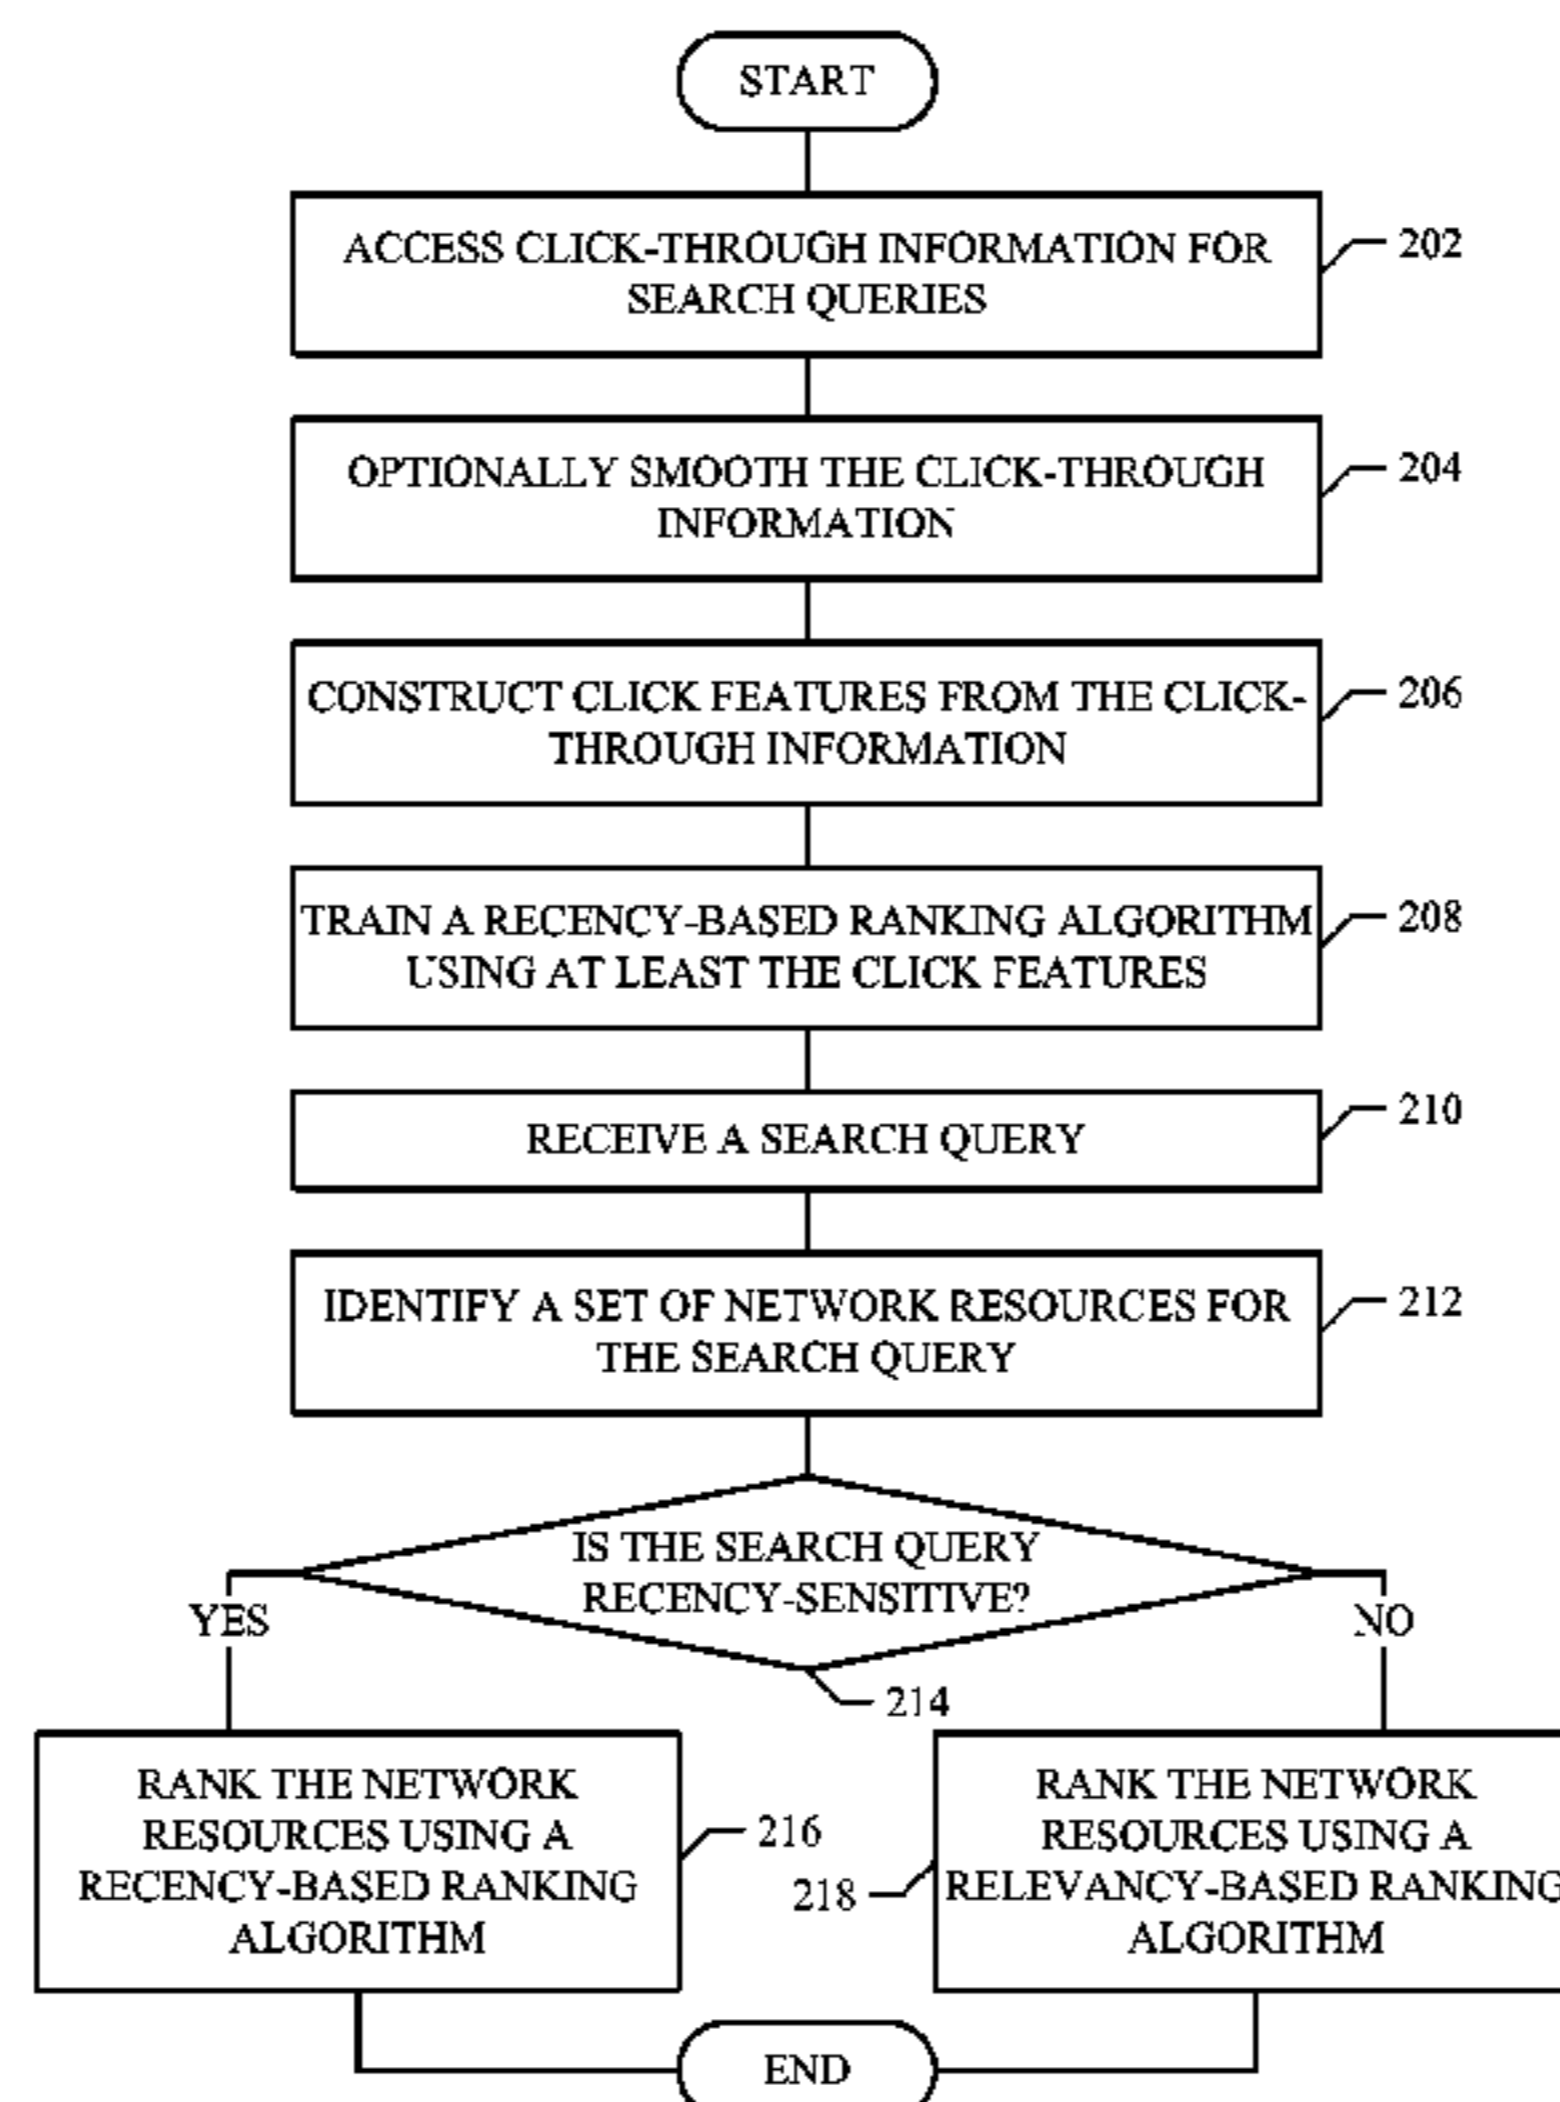 START
ACCESS CLICK-THROUGH INFORMATION FOR
SEARCH QUERIES
202
OPTIONALLY SMOOTH THE CLICK-THROUGH
INFORMATION
204
CONSTRUCT CLICK FEATURES FROM THE CLICK-
THROUGH INFORMATION
206
TRAIN A RECENCY-BASED RANKING ALGORITHM
USING AT LEAST THE CLICK FEATURES
208
RECEIVE A SEARCH QUERY
210
IDENTIFY A SET OF NETWORK RESOURCES FOR
THE SEARCH QUERY
212
IS THE SEARCH QUERY
RECENCY-SENSITIVE?
YES
NO
214
RANK THE NETWORK
RESOURCES USING A
RECENCY-BASED RANKING
ALGORITHM
216
218
RANK THE NETWORK
RESOURCES USING A
RELEVANCY-BASED RANKING
ALGORITHM
END